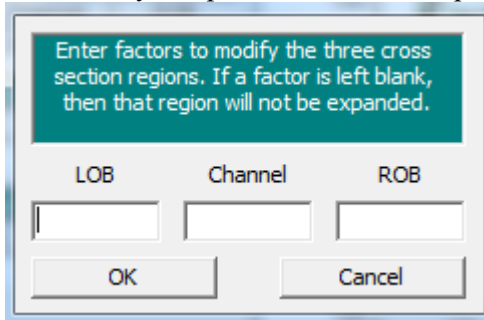 Enter factors to modify the three cross
section regions. If a factor is left blank,
then that region will not be expanded.
LOB Channel ROB
OK Cancel